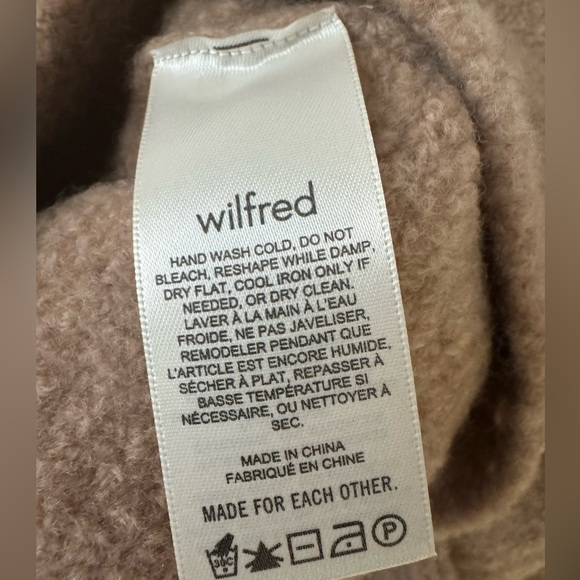 wilfred
HAND WASH COLD, DO NOT
BLEACH, RESHAPE WHILE DAMP,
DRY FLAT, COOL IRON ONLY IF
NEEDED, OR DRY CLEAN.
LAVER À LA MAIN À L'EAU
FROIDE, NE PAS JAVELISER,
REMODELER PENDANT QUE
L'ARTICLE EST ENCORE HUMIDE,
SÉCHER À PLAT, REPASSER À
BASSE TEMPÉRATURE SI
NÉCESSAIRE, OU NETTOYER À
SEC.
MADE IN CHINA
FABRIQUÉ EN CHINE
MADE FOR EACH OTHER.
30C P